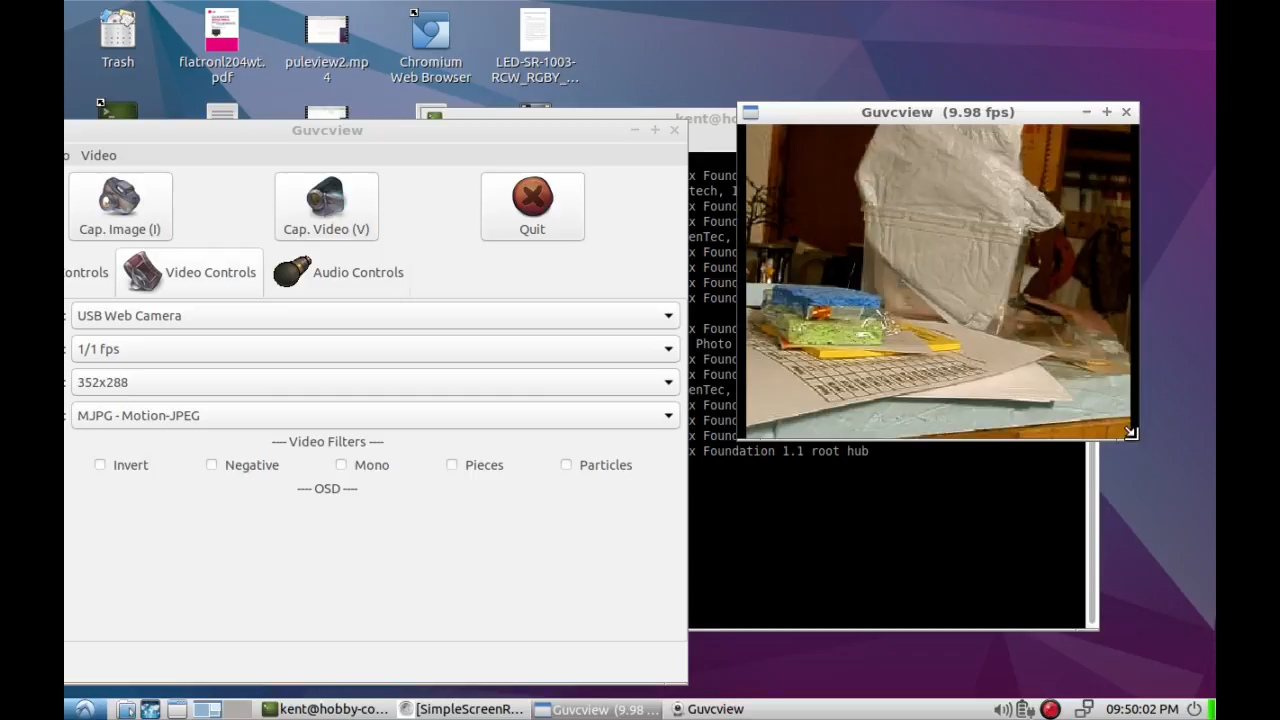 Trash
flatronl204wt.
pdf
puleview2.mp
4
Chromium
Web Browser
LED-SR-1003-
RCW_RGBY_...
Guvcview
kent@ho
Guvcview (9.98 fps)
o Video
Cap. Image (I)
Cap. Video (V)
Quit
ontrols
Video Controls
Audio Controls
: USB Web Camera
: 1/1 fps
: 352x288
: MJPG - Motion-JPEG
---- Video Filters ----
Invert
Negative
Mono
Pieces
Particles
---- OSD ----
x Found
tech, I
x Found
x Found
enTec,
x Found
x Found
x Found
x Found
Photo
x Found
x Found
enTec,
x Found
x Found
x Found
x Foundation 1.1 root hub
kent@hobby-co...
[SimpleScreenR...
Guvcview (9.98 ...
Guvcview
09:50:02 PM